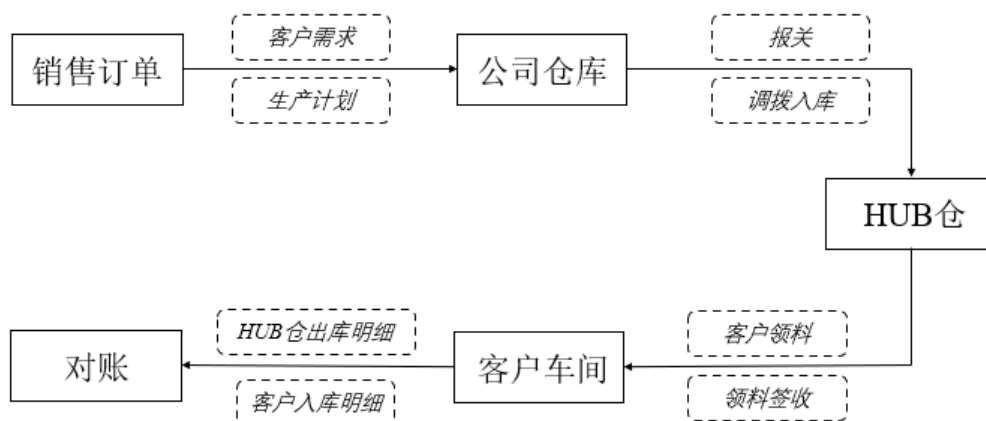 客户需求
报关
销售订单
公司仓库
生产计划
调拨入库
HUB仓
HUB仓出库明细
客户领料
对账
客户车间
客户入库明细
领料签收